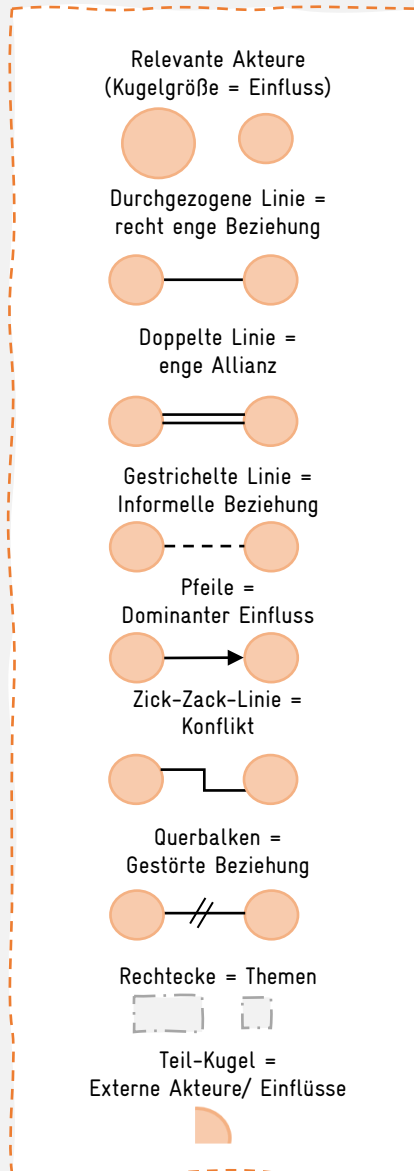 Relevante Akteure
(Kugelgröße = Einfluss)
Durchgezogene Linie =
recht enge Beziehung
Doppelte Linie =
enge Allianz
Gestrichelte Linie =
Informelle Beziehung
Pfeile =
Dominanter Einfluss
Zick-Zack-Linie =
Konflikt
Querbalken =
Gestörte Beziehung
Rechtecke = Themen
Teil-Kugel =
Externe Akteure/ Einflüsse